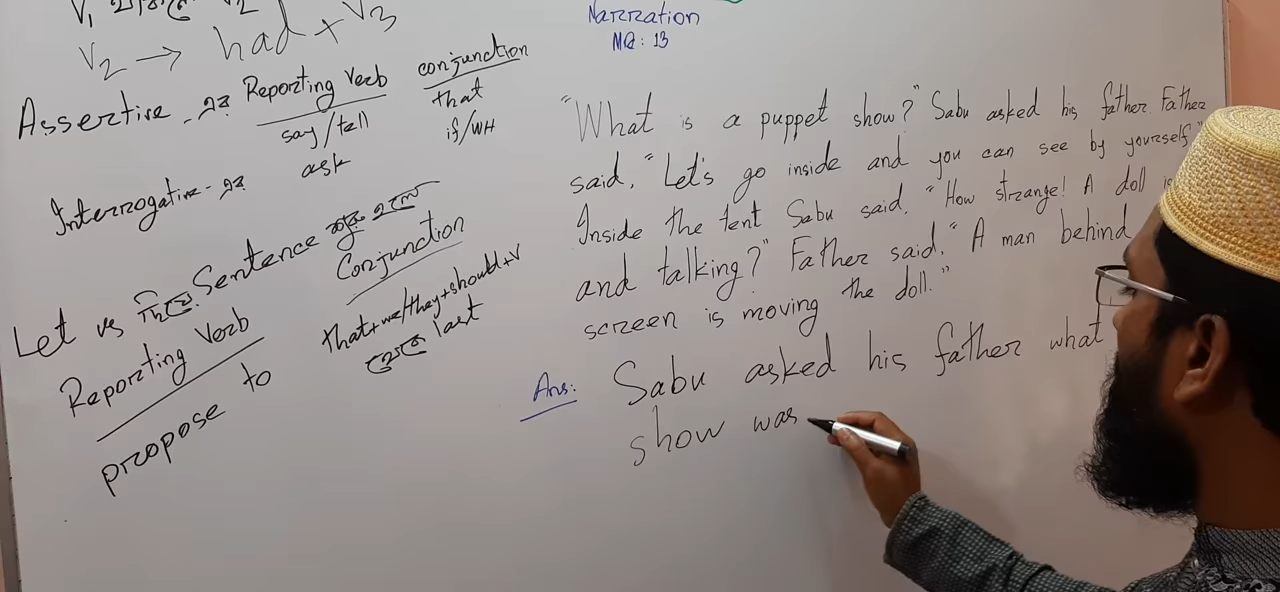 V₂ → had + V₃
Assertive - এর Reporting Verb conjunction
say/tell that
Interrogative - এর ask if/WH
Let us Sentence
Reporting Verb Conjunction
propose to that+we/they+should+V
last
Narration
MQ: 13
"What is a puppet show?" Sabu asked his father. Father
said, "Let's go inside and you can see by yourself."
Inside the tent Sabu said, "How strange! A doll is
and talking?" Father said, "A man behind
screen is moving the doll."
Ans: Sabu asked his father what
show was